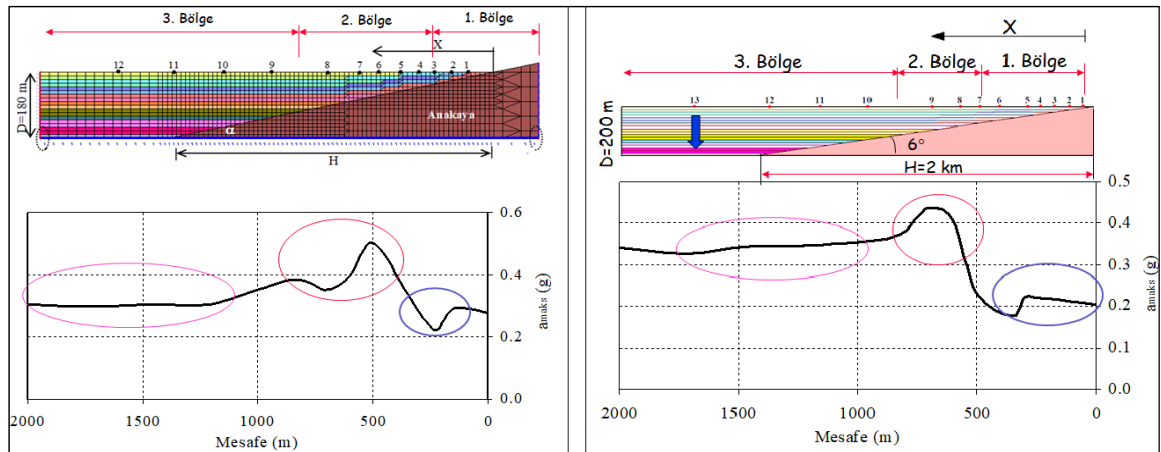 3. Bölge
2. Bölge
1. Bölge
X
12 11 10 9 8 7 6 5 4 3 2 1
D=180 m
Anakaya
α
H
0.6
0.4
0.2
0.0
amaks (g)
2000 1500 1000 500 0
Mesafe (m)
X
3. Bölge
2. Bölge
1. Bölge
13 12 11 10 9 8 7 6 5 4 3 2 1
D=200 m
6°
H=2 km
0.5
0.4
0.3
0.2
0.1
0.0
amaks (g)
2000 1500 1000 500 0
Mesafe (m)